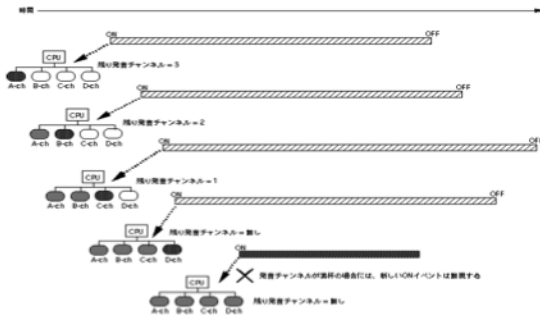 時間
ON
OFF
CPU
残り発音チャンネル=3
A-ch B-ch C-ch D-ch
ON
OFF
CPU
残り発音チャンネル=2
A-ch B-ch C-ch D-ch
ON
OFF
CPU
残り発音チャンネル=1
A-ch B-ch C-ch D-ch
ON
OFF
CPU
残り発音チャンネル=無し
A-ch B-ch C-ch D-ch
ON
CPU
発音チャンネルが満杯の場合には、新しいONイベントは無視する
残り発音チャンネル=無し
A-ch B-ch C-ch D-ch